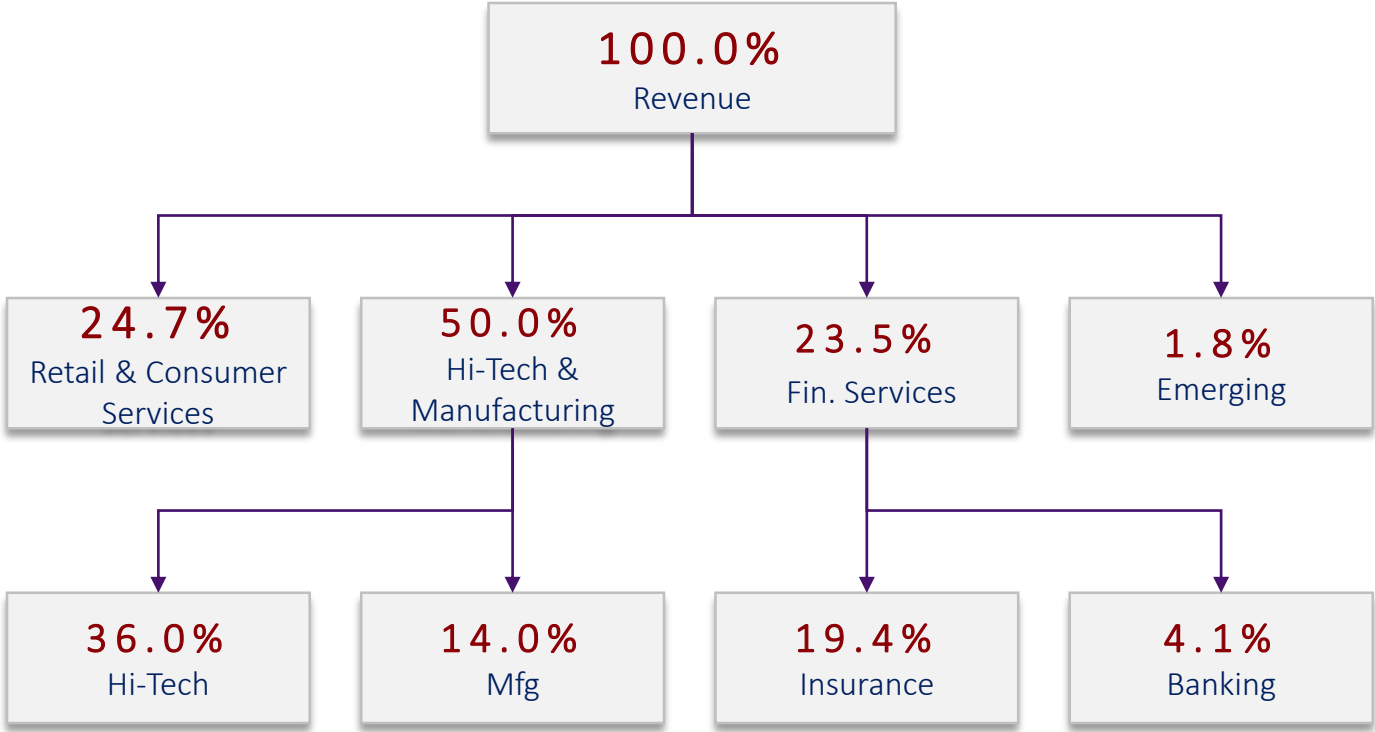 100.0%
Revenue
24.7%
Retail & Consumer
Services
50.0%
Hi-Tech &
Manufacturing
23.5%
Fin. Services
1.8%
Emerging
36.0%
Hi-Tech
14.0%
Mfg
19.4%
Insurance
4.1%
Banking